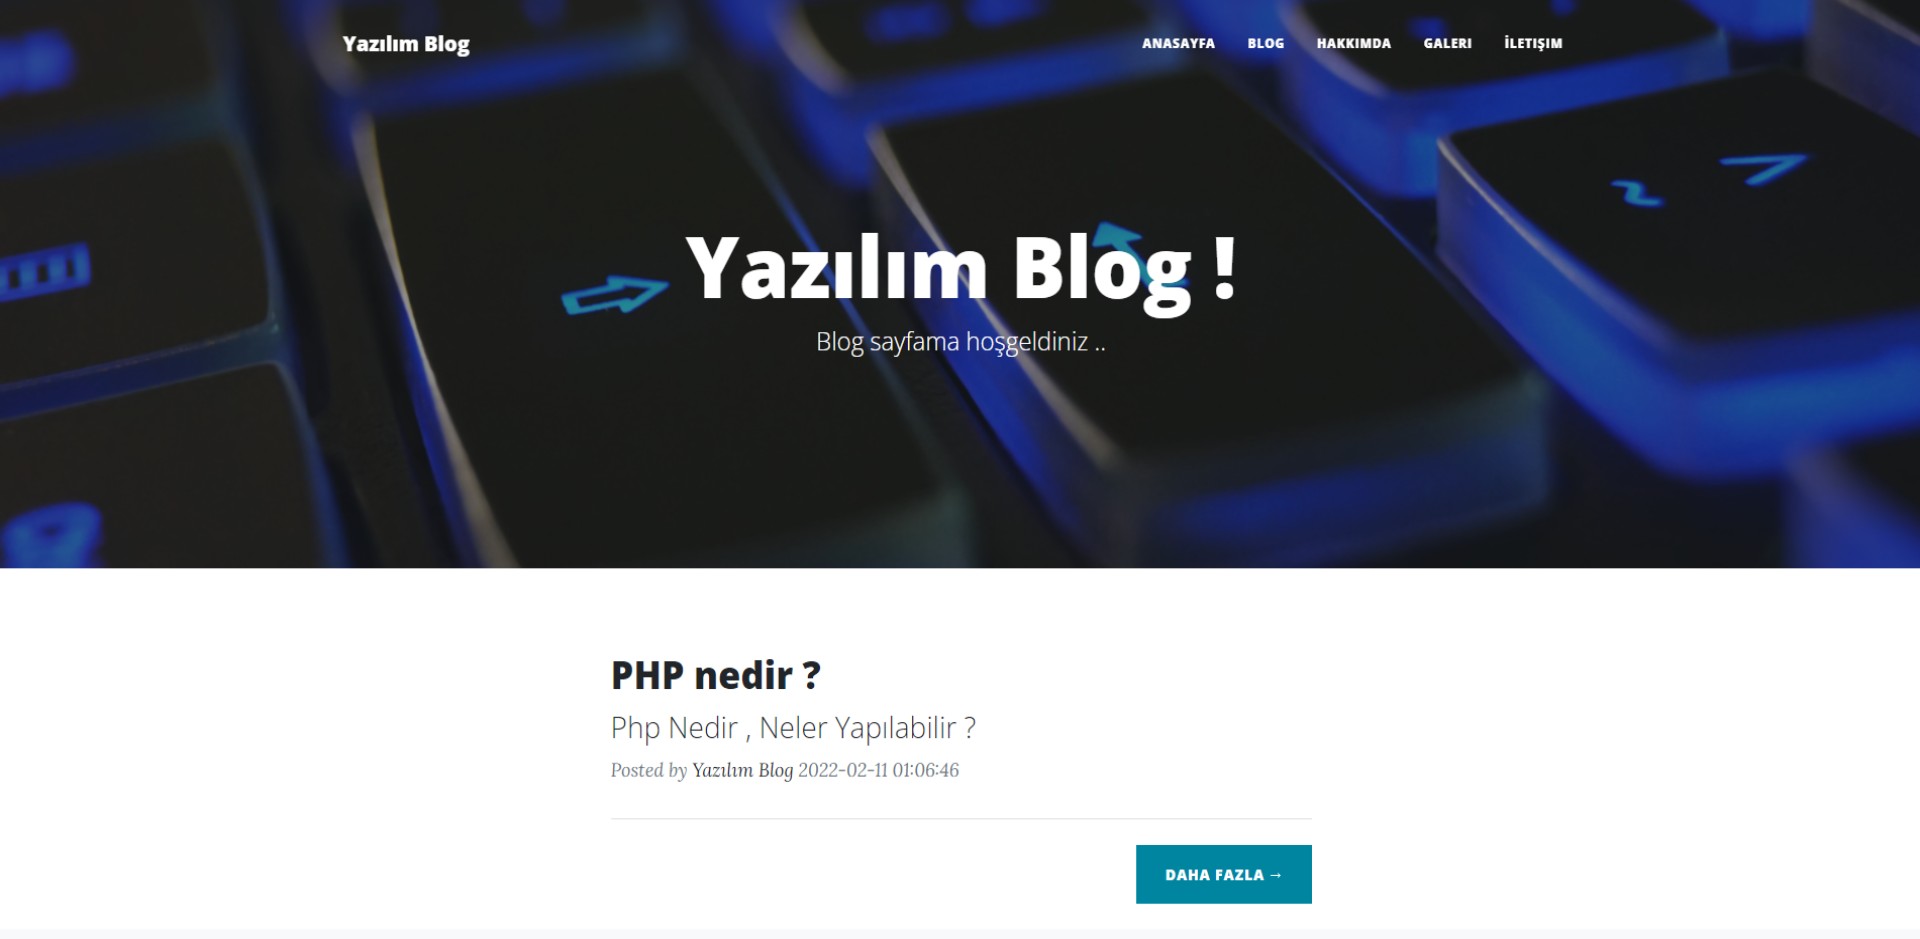 Yazılım Blog
ANASAYFA BLOG HAKKIMDA GALERI İLETIŞIM
Yazılım Blog !
Blog sayfama hoşgeldiniz ..
PHP nedir ?
Php Nedir , Neler Yapılabilir ?
Posted by Yazılım Blog 2022-02-11 01:06:46
DAHA FAZLA →